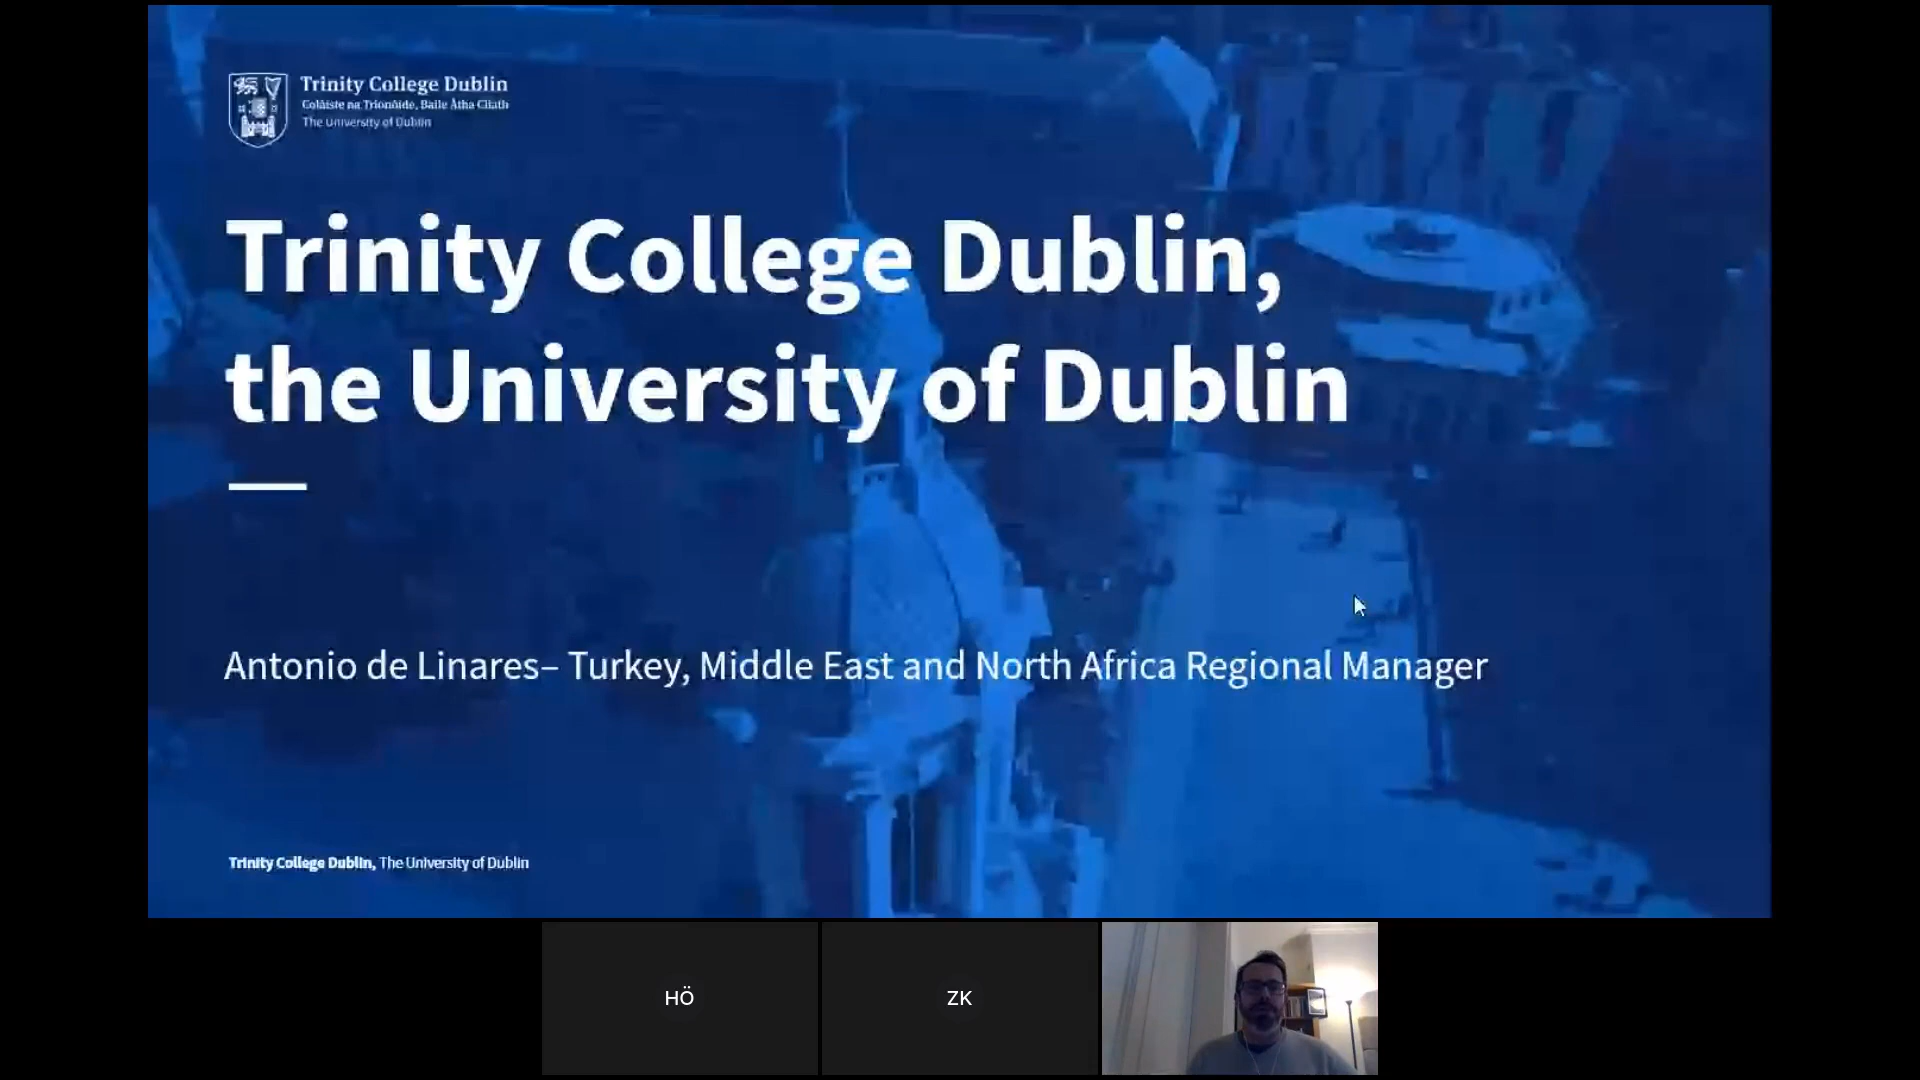 Trinity College Dublin
Coláiste na Tríonóide, Baile Átha Cliath
The University of Dublin
Trinity College Dublin,
the University of Dublin
Antonio de Linares– Turkey, Middle East and North Africa Regional Manager
Trinity College Dublin, The University of Dublin
HÖ
ZK